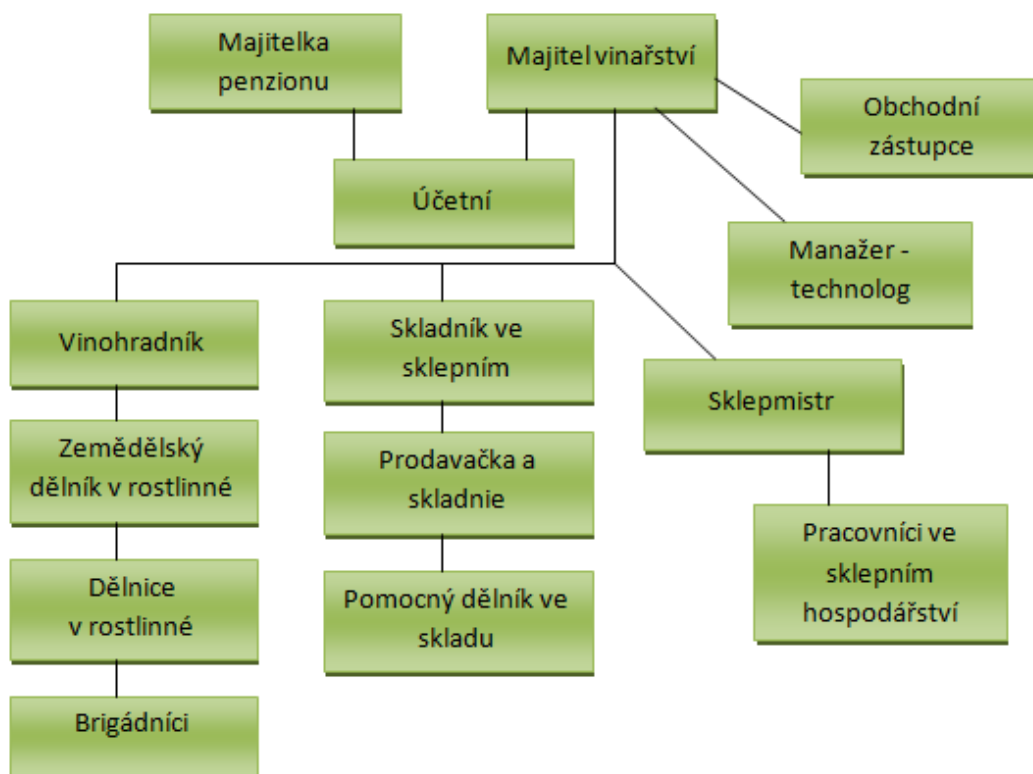 Majitelka
penzionu
Majitel vinařství
Obchodní
zástupce
Účetní
Manažer -
technolog
Vinohradník
Skladník ve
sklepním
Sklepmistr
Zemědělský
dělník v rostlinné
Prodavačka a
skladnie
Pracovníci ve
sklepním
hospodářství
Dělnice
v rostlinné
Pomocný dělník ve
skladu
Brigádníci